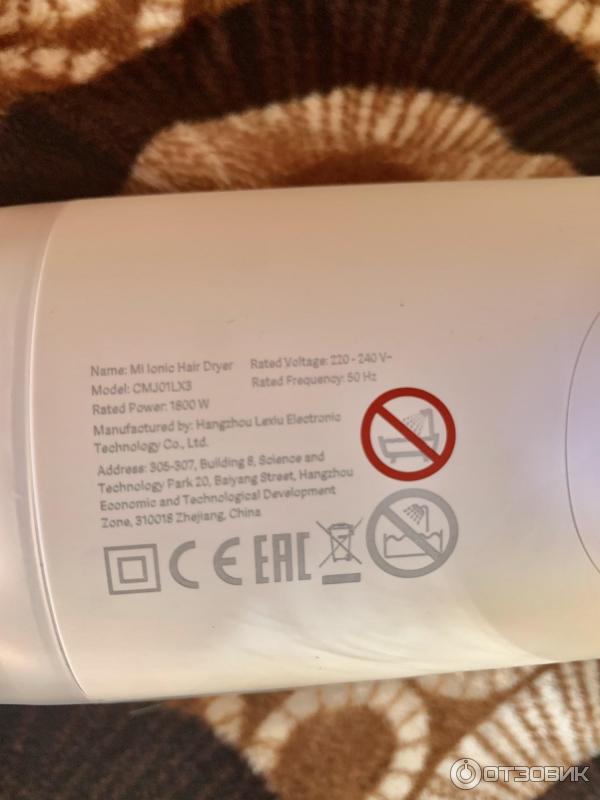 Name: Mi Ionic Hair Dryer Rated Voltage: 220 - 240 V~
Model: CMJ01LX3 Rated Frequency: 50 Hz
Rated Power: 1800 W
Manufactured by: Hangzhou Lexiu Electronic
Technology Co., Ltd.
Address: 305-307, Building 8, Science and
Technology Park 20, Baiyang Street, Hangzhou
Economic and Technological Development
Zone, 310018 Zhejiang, China
CE EAC
ОТЗОВИК